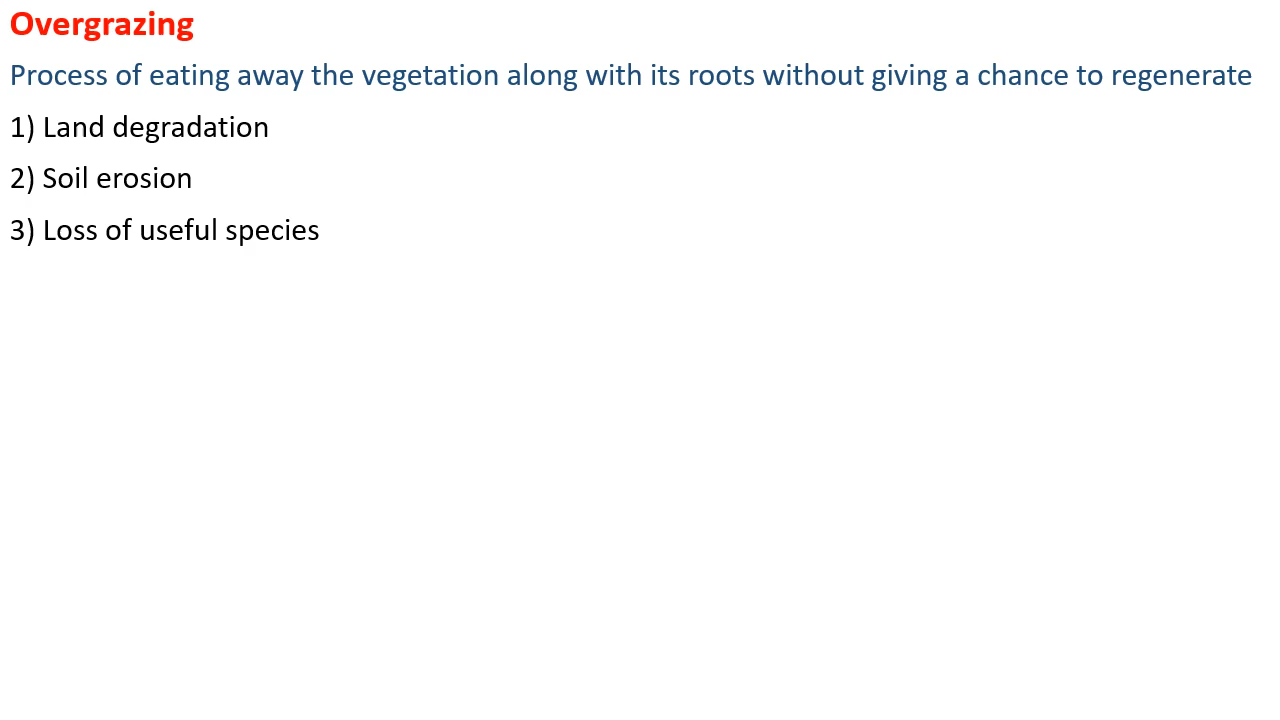 Overgrazing
Process of eating away the vegetation along with its roots without giving a chance to regenerate
1) Land degradation
2) Soil erosion
3) Loss of useful species